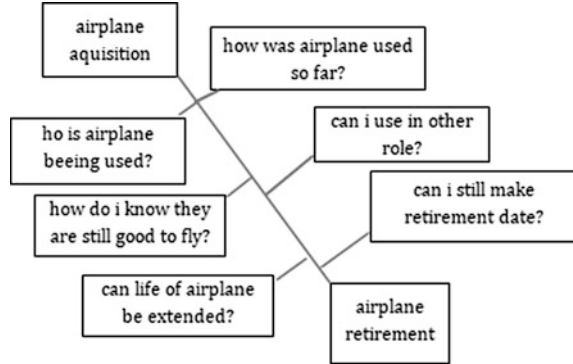 airplane
aquisition
how was airplane used
so far?
ho is airplane
beeing used?
can i use in other
role?
how do i know they
are still good to fly?
can i still make
retirement date?
can life of airplane
be extended?
airplane
retirement